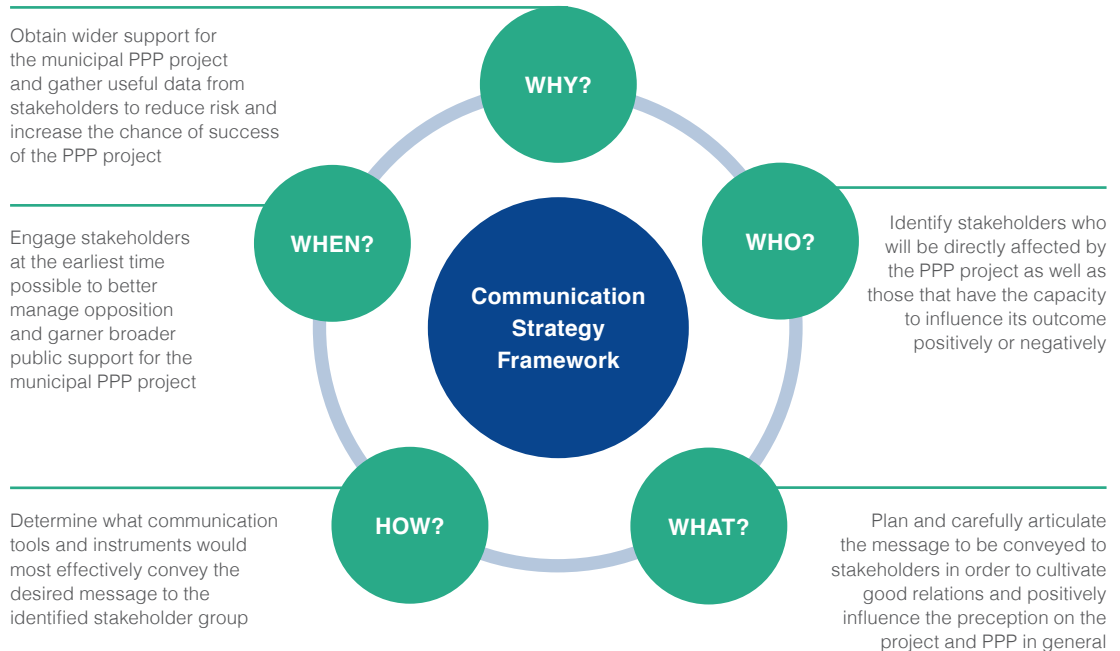 Obtain wider support for
the municipal PPP project
and gather useful data from
stakeholders to reduce risk and
increase the chance of success
of the PPP project
WHY?
WHEN?
Engage stakeholders
at the earliest time
possible to better
manage opposition
and garner broader
public support for the
municipal PPP project
WHO?
Identify stakeholders who
will be directly affected by
the PPP project as well as
those that have the capacity
to influence its outcome
positively or negatively
Communication
Strategy
Framework
HOW?
Determine what communication
tools and instruments would
most effectively convey the
desired message to the
identified stakeholder group
WHAT?
Plan and carefully articulate
the message to be conveyed to
stakeholders in order to cultivate
good relations and positively
influence the preception on the
project and PPP in general